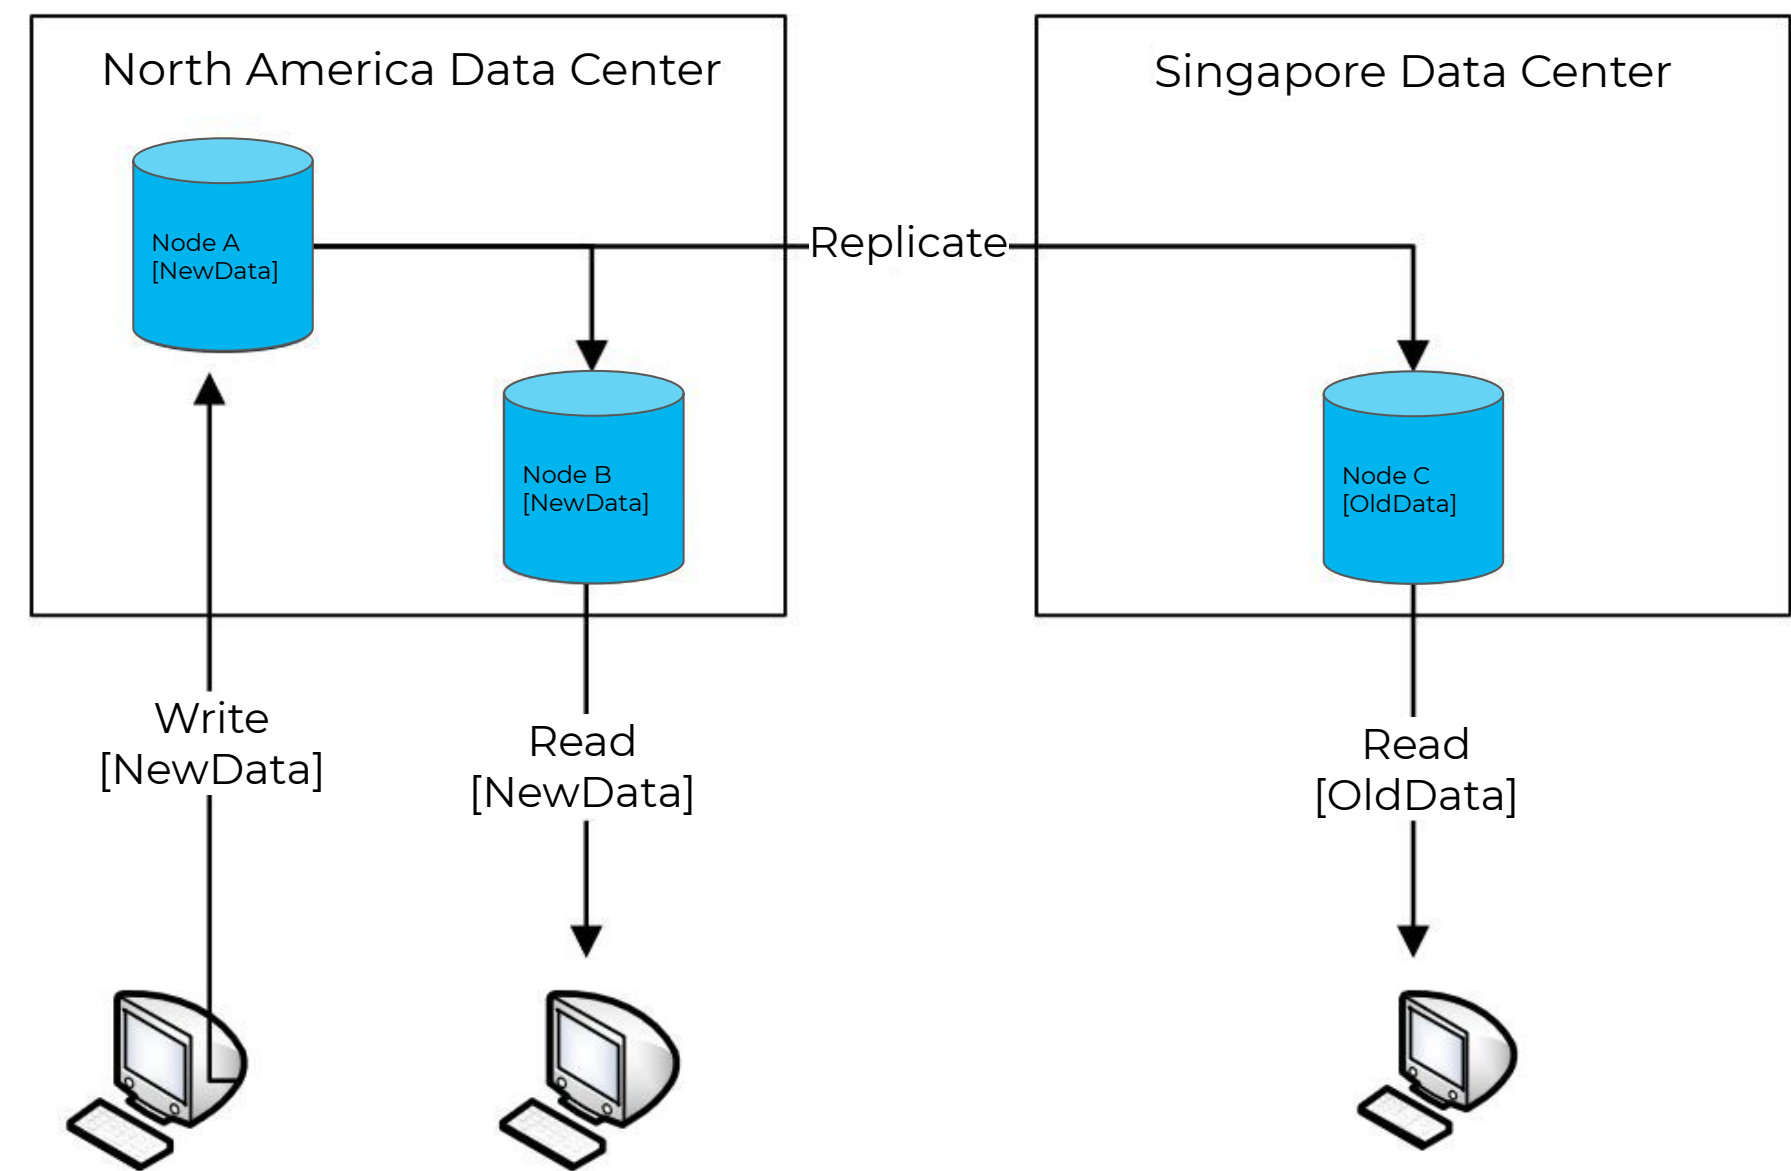 North America Data Center
Singapore Data Center
Node A
[NewData]
Replicate
Node B
[NewData]
Node C
[OldData]
Write
[NewData]
Read
[NewData]
Read
[OldData]